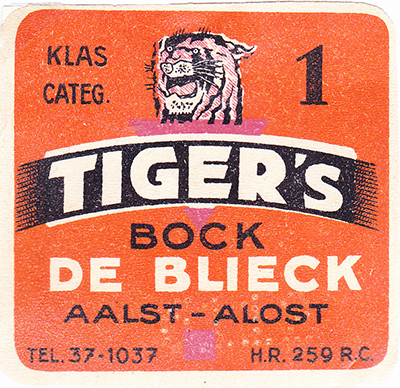 KLAS 1
CATEG.
TIGER'S
BOCK
DE BLIECK
AALST - ALOST
TEL. 37-1037 H.R. 259 R.C.